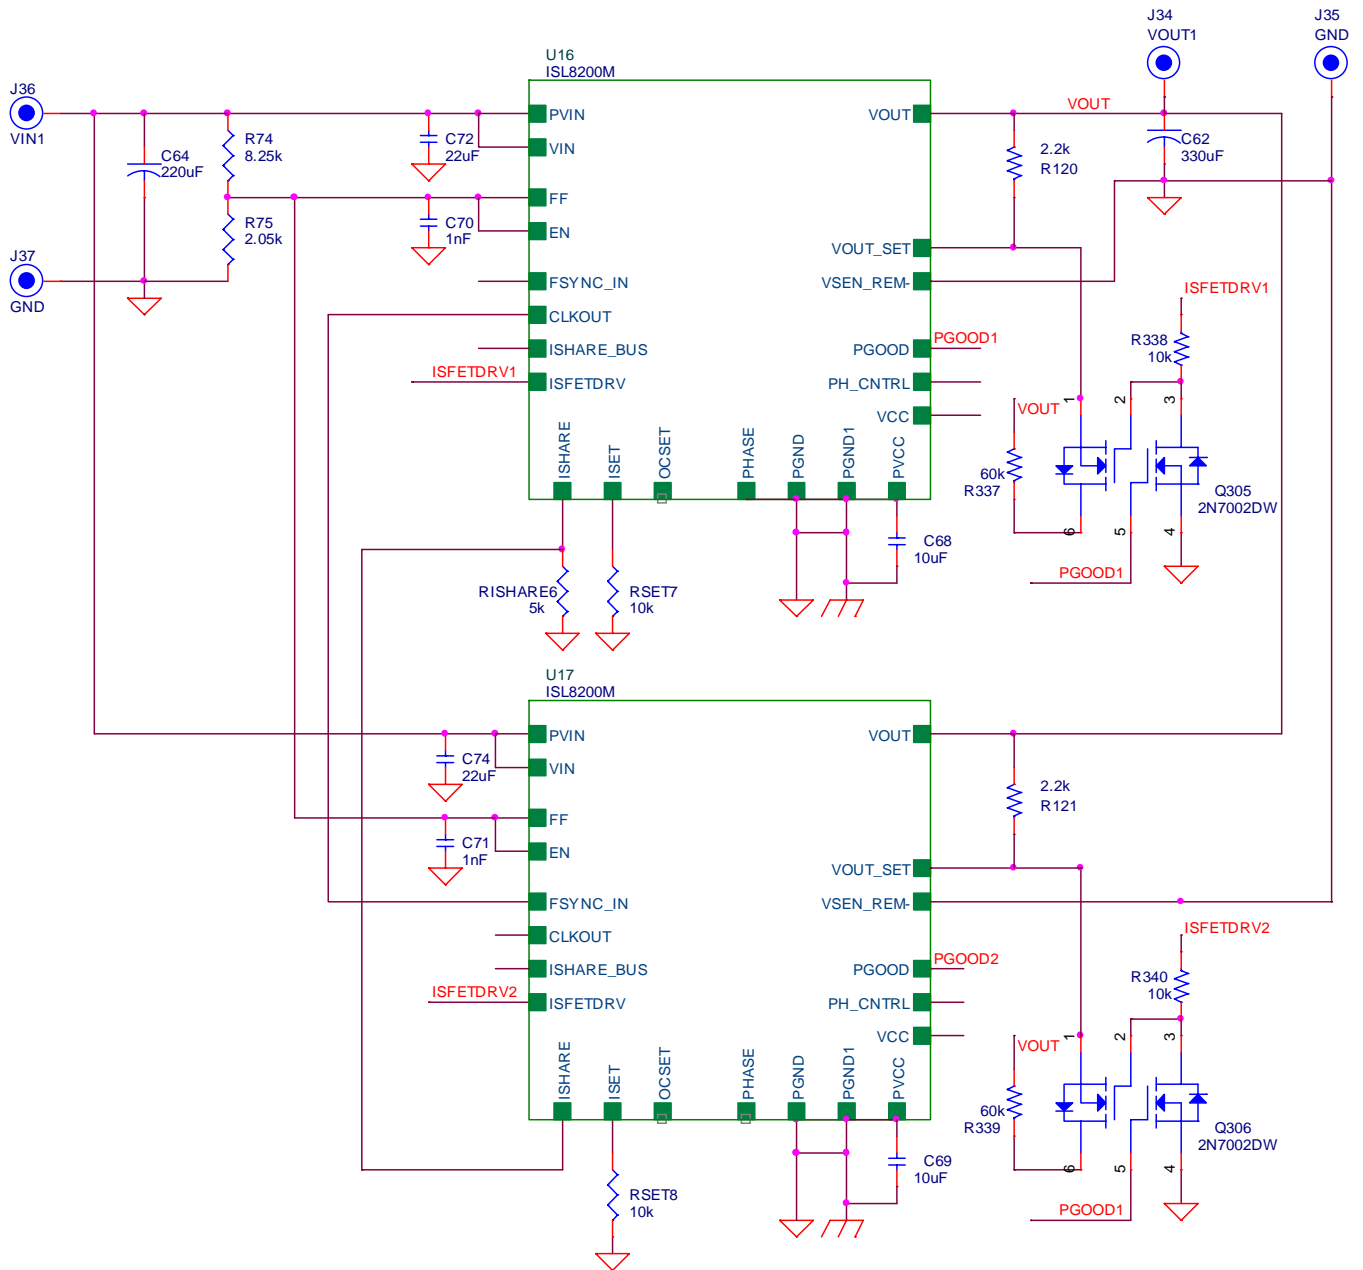 J36
VIN1
J37
GND
C64
220uF
R74
8.25k
R75
2.05k
C72
22uF
C70
1nF
U16
ISL8200M
PVIN
VIN
FF
EN
FSYNC_IN
CLKOUT
ISHARE_BUS
ISFETDRV
ISFETDRV1
ISHARE
ISET
OCSET
PHASE
PGND
PGND1
PVCC
VOUT
VOUT_SET
VSEN_REM-
PGOOD
PH_CNTRL
VCC
PGOOD1
J34
VOUT1
J35
GND
VOUT
C62
330uF
2.2k
R120
ISFETDRV1
R338
10k
VOUT
60k
R337
1
2
3
6
5
4
Q305
2N7002DW
PGOOD1
RISHARE6
5k
RSET7
10k
C68
10uF
U17
ISL8200M
PVIN
VIN
FF
EN
FSYNC_IN
CLKOUT
ISHARE_BUS
ISFETDRV
ISFETDRV2
C74
22uF
C71
1nF
ISHARE
ISET
OCSET
PHASE
PGND
PGND1
PVCC
VOUT
VOUT_SET
VSEN_REM-
PGOOD
PH_CNTRL
VCC
PGOOD2
2.2k
R121
ISFETDRV2
R340
10k
VOUT
60k
R339
1
2
3
6
5
4
Q306
2N7002DW
PGOOD1
RSET8
10k
C69
10uF